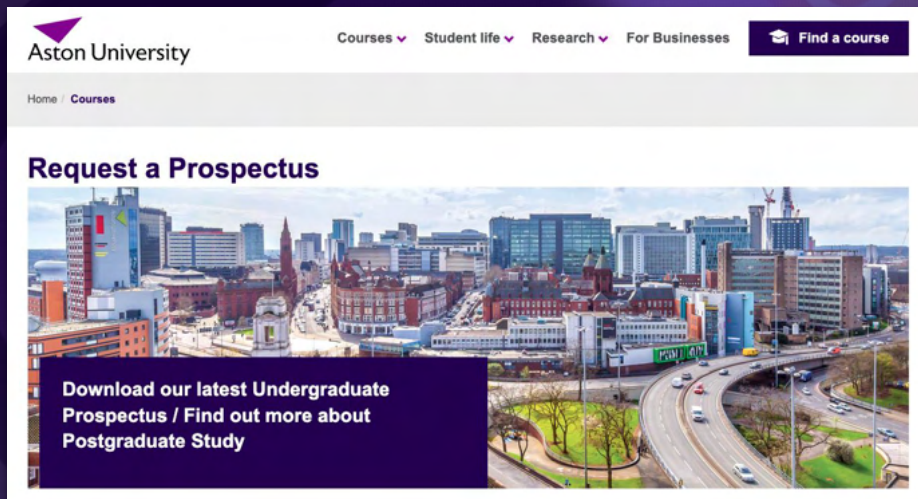 Aston University
Courses Student life Research For Businesses Find a course
Home / Courses
Request a Prospectus
Download our latest Undergraduate
Prospectus / Find out more about
Postgraduate Study